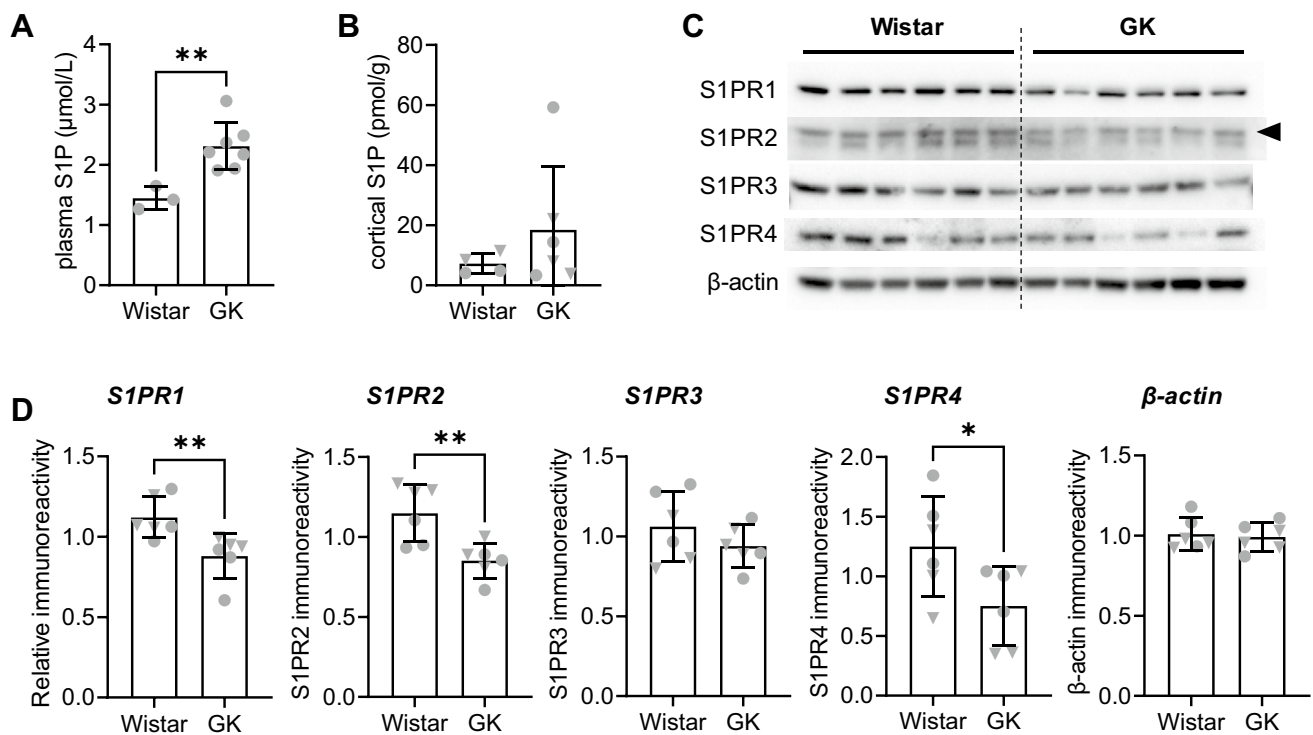 A
plasma S1P (µmol/L)
4
3
2
1
0
**
Wistar GK
B
cortical S1P (pmol/g)
80
60
40
20
0
Wistar GK
C
Wistar GK
S1PR1
S1PR2
S1PR3
S1PR4
β-actin
D
S1PR1
Relative immunoreactivity
1.5
1.0
0.5
0.0
**
Wistar GK
S1PR2
S1PR2 immunoreactivity
1.5
1.0
0.5
0.0
**
Wistar GK
S1PR3
S1PR3 immunoreactivity
1.5
1.0
0.5
0.0
Wistar GK
S1PR4
S1PR4 immunoreactivity
2.0
1.5
1.0
0.5
0.0
*
Wistar GK
β-actin
β-actin immunoreactivity
1.5
1.0
0.5
0.0
Wistar GK